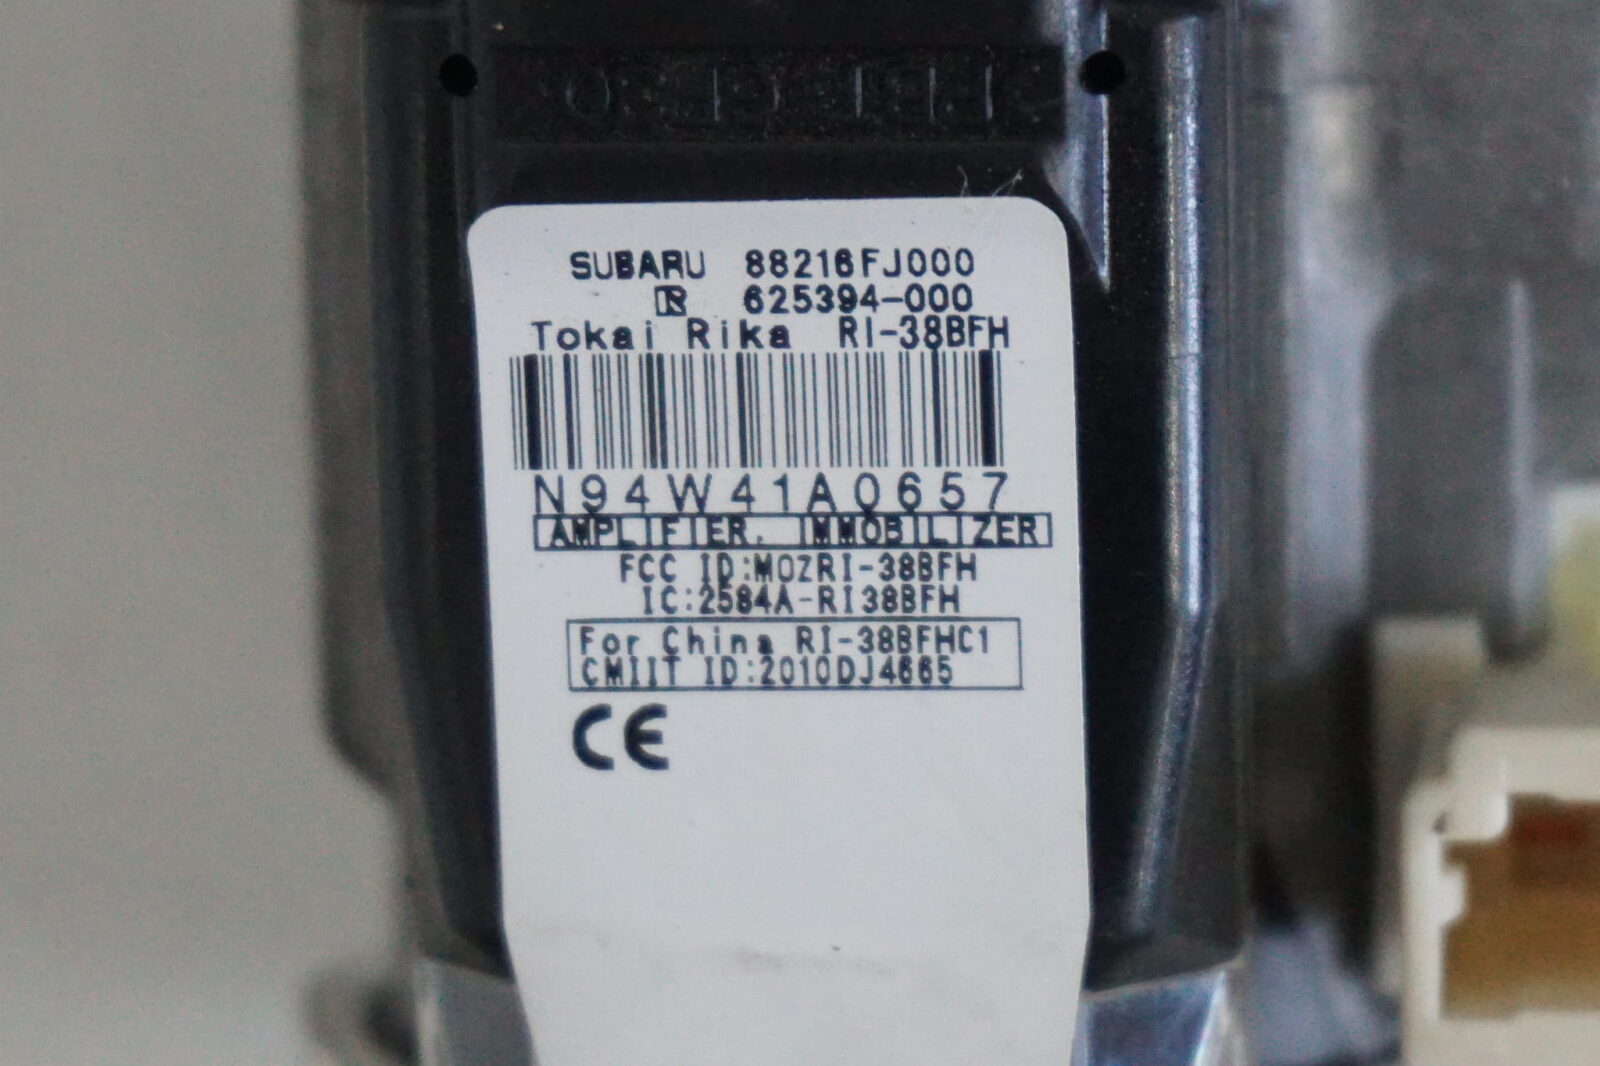 SUBARU 88216FJ000
R 625394-000
Tokai Rika RI-38BFH
N94W41A0657
AMPLIFIER, IMMOBILIZER
FCC ID:MOZRI-38BFH
IC:2584A-RI38BFH
For China RI-38BFHC1
CMIIT ID:2010DJ4665
CE